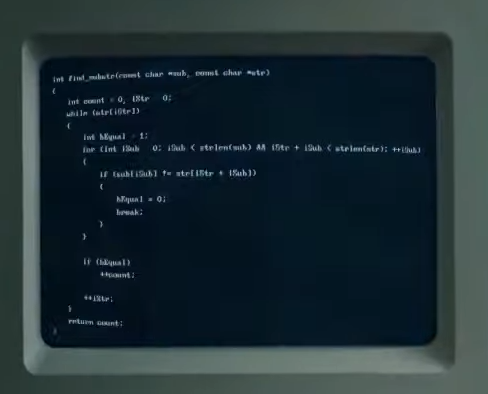 int find_substr(const char *sub, const char *str)
{
int count = 0, iStr = 0;
while (str[iStr])
{
int bEqual = 1;
for (int iSub = 0; iSub < strlen(sub) && iStr + iSub < strlen(str); ++iSub)
{
if (sub[iSub] != str[iStr + iSub])
{
bEqual = 0;
break;
}
}
if (bEqual)
++count;
++iStr;
}
return count;
}